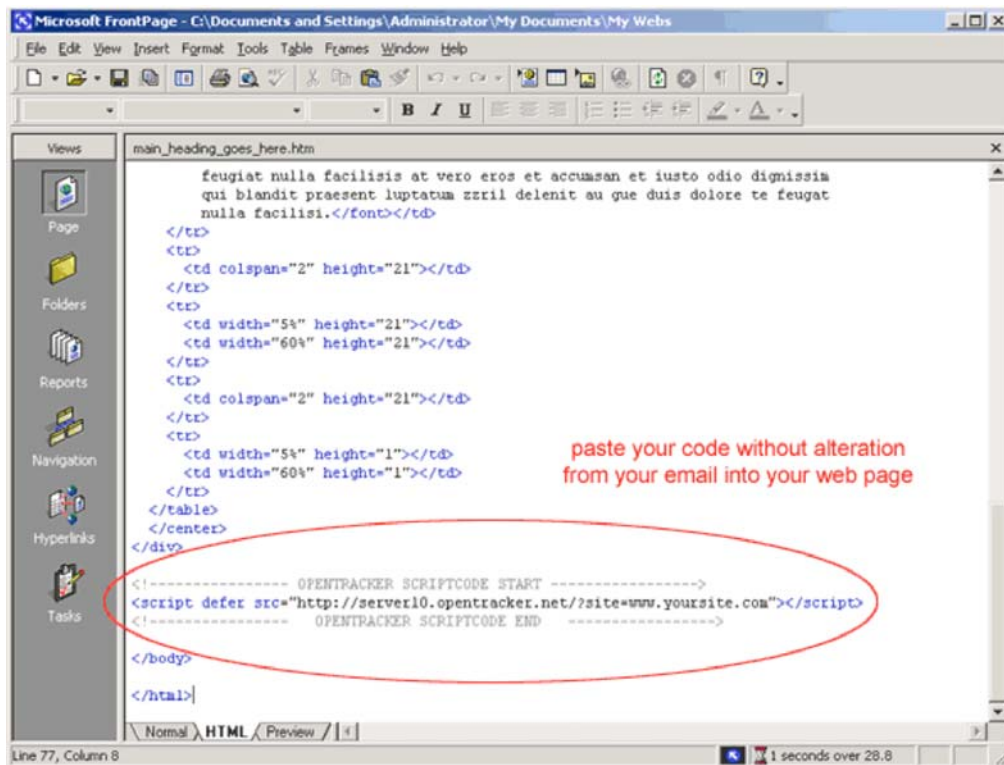 Microsoft FrontPage - C:\Documents and Settings\Administrator\My Documents\My Webs
File Edit View Insert Format Tools Table Frames Window Help
B I U A
Views
main_heading_goes_here.htm
feugiat nulla facilisis at vero eros et accumsan et iusto odio dignissim
qui blandit praesent luptatum zzril delenit au gue duis dolore te feugat
nulla facilisi.</font></td>
</tr>
<tr>
<td colspan="2" height="21"></td>
</tr>
<tr>
<td width="5%" height="21"></td>
<td width="60%" height="21"></td>
</tr>
<tr>
<td colspan="2" height="21"></td>
</tr>
<tr>
<td width="5%" height="1"></td>
<td width="60%" height="1"></td>
</tr>
</table>
</center>
</div>
<!---------------- OPENTRACKER SCRIPTCODE START ----------------->
<script defer src="http://server10.opentracker.net/?site=www.yoursite.com"></script>
<!---------------- OPENTRACKER SCRIPTCODE END ----------------->
</body>
</html>
Page
Folders
Reports
Navigation
Hyperlinks
Tasks
paste your code without alteration
from your email into your web page
Normal HTML Preview
Line 77, Column 8
1 seconds over 28.8